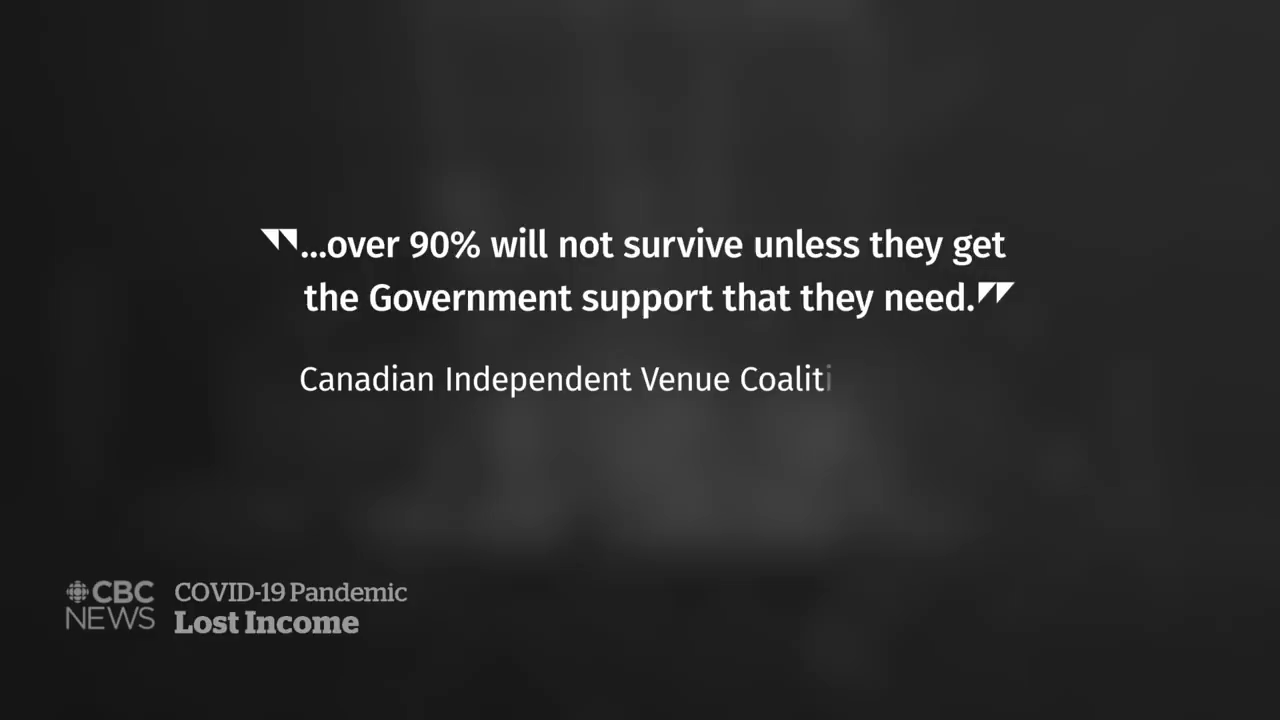 "...over 90% will not survive unless they get
the Government support that they need."
Canadian Independent Venue Coaliti
CBC
NEWS
COVID-19 Pandemic
Lost Income